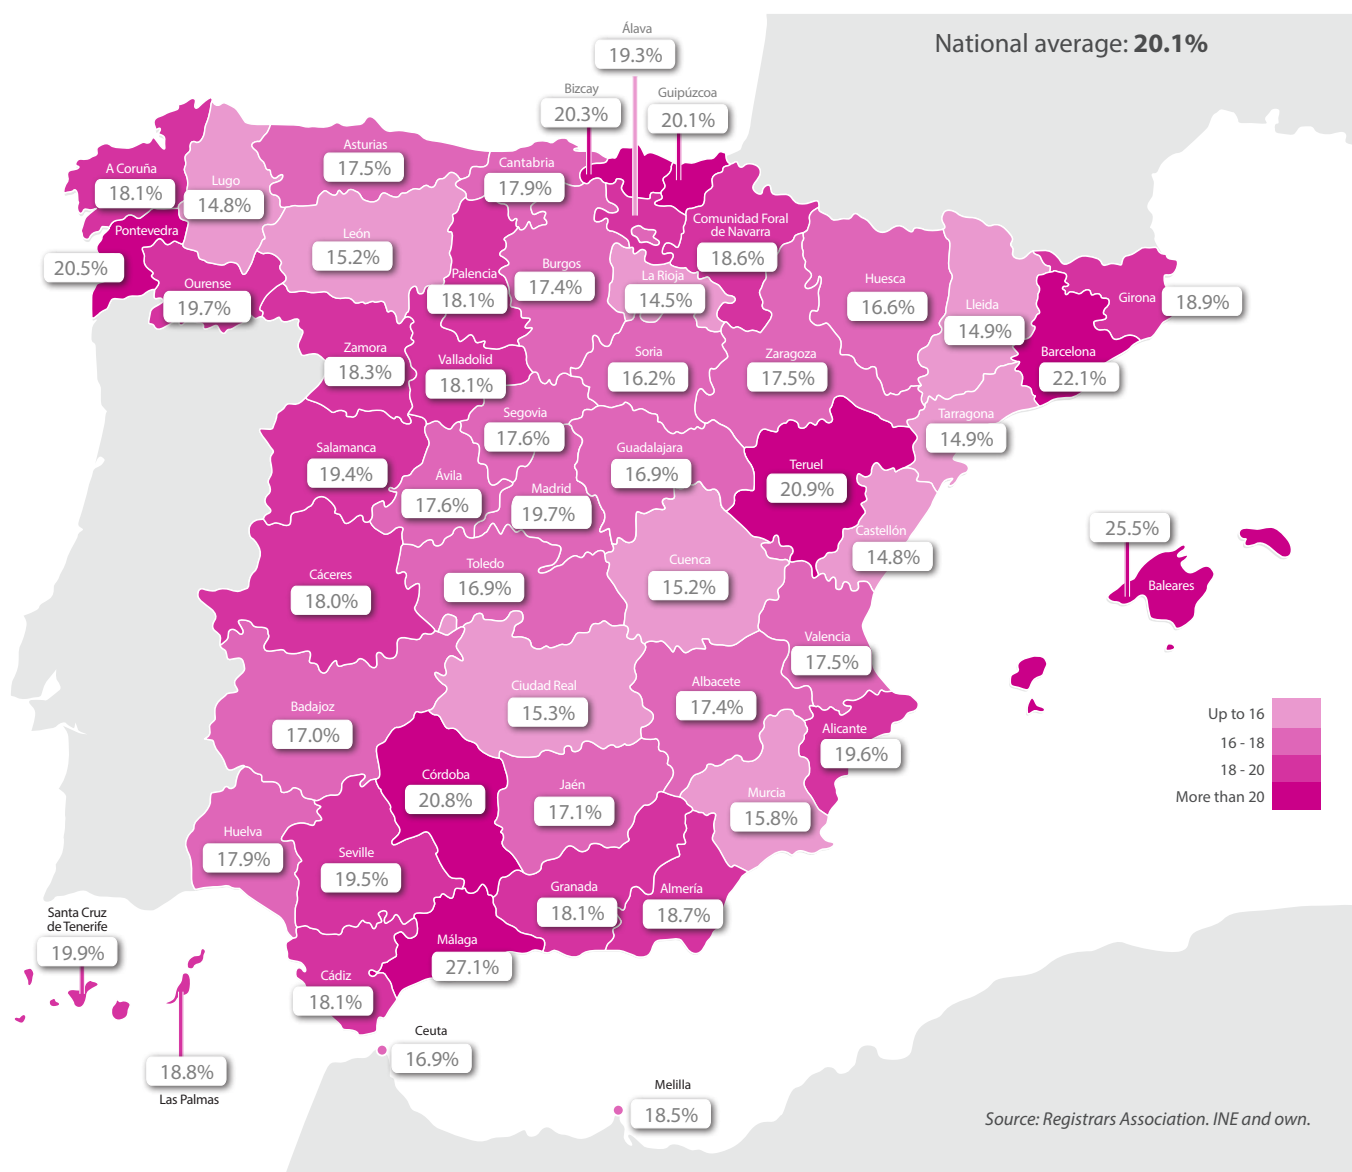 National average: 20.1%
Álava
19.3%
Bizcay
20.3%
Guipúzcoa
20.1%
Asturias
17.5%
Cantabria
17.9%
A Coruña
18.1%
Lugo
14.8%
Pontevedra
20.5%
Ourense
19.7%
León
15.2%
Palencia
18.1%
Burgos
17.4%
La Rioja
14.5%
Comunidad Foral
de Navarra
18.6%
Huesca
16.6%
Lleida
14.9%
Girona
18.9%
Barcelona
22.1%
Zamora
18.3%
Valladolid
18.1%
Soria
16.2%
Zaragoza
17.5%
Tarragona
14.9%
Segovia
17.6%
Salamanca
19.4%
Ávila
17.6%
Madrid
19.7%
Guadalajara
16.9%
Teruel
20.9%
Castellón
14.8%
25.5%
Baleares
Cáceres
18.0%
Toledo
16.9%
Cuenca
15.2%
Valencia
17.5%
Badajoz
17.0%
Ciudad Real
15.3%
Albacete
17.4%
Alicante
19.6%
Up to 16
16 - 18
18 - 20
More than 20
Córdoba
20.8%
Jaén
17.1%
Murcia
15.8%
Huelva
17.9%
Seville
19.5%
Granada
18.1%
Almería
18.7%
Santa Cruz
de Tenerife
19.9%
Málaga
27.1%
Cádiz
18.1%
18.8%
Las Palmas
Ceuta
16.9%
Melilla
18.5%
Source: Registrars Association. INE and own.